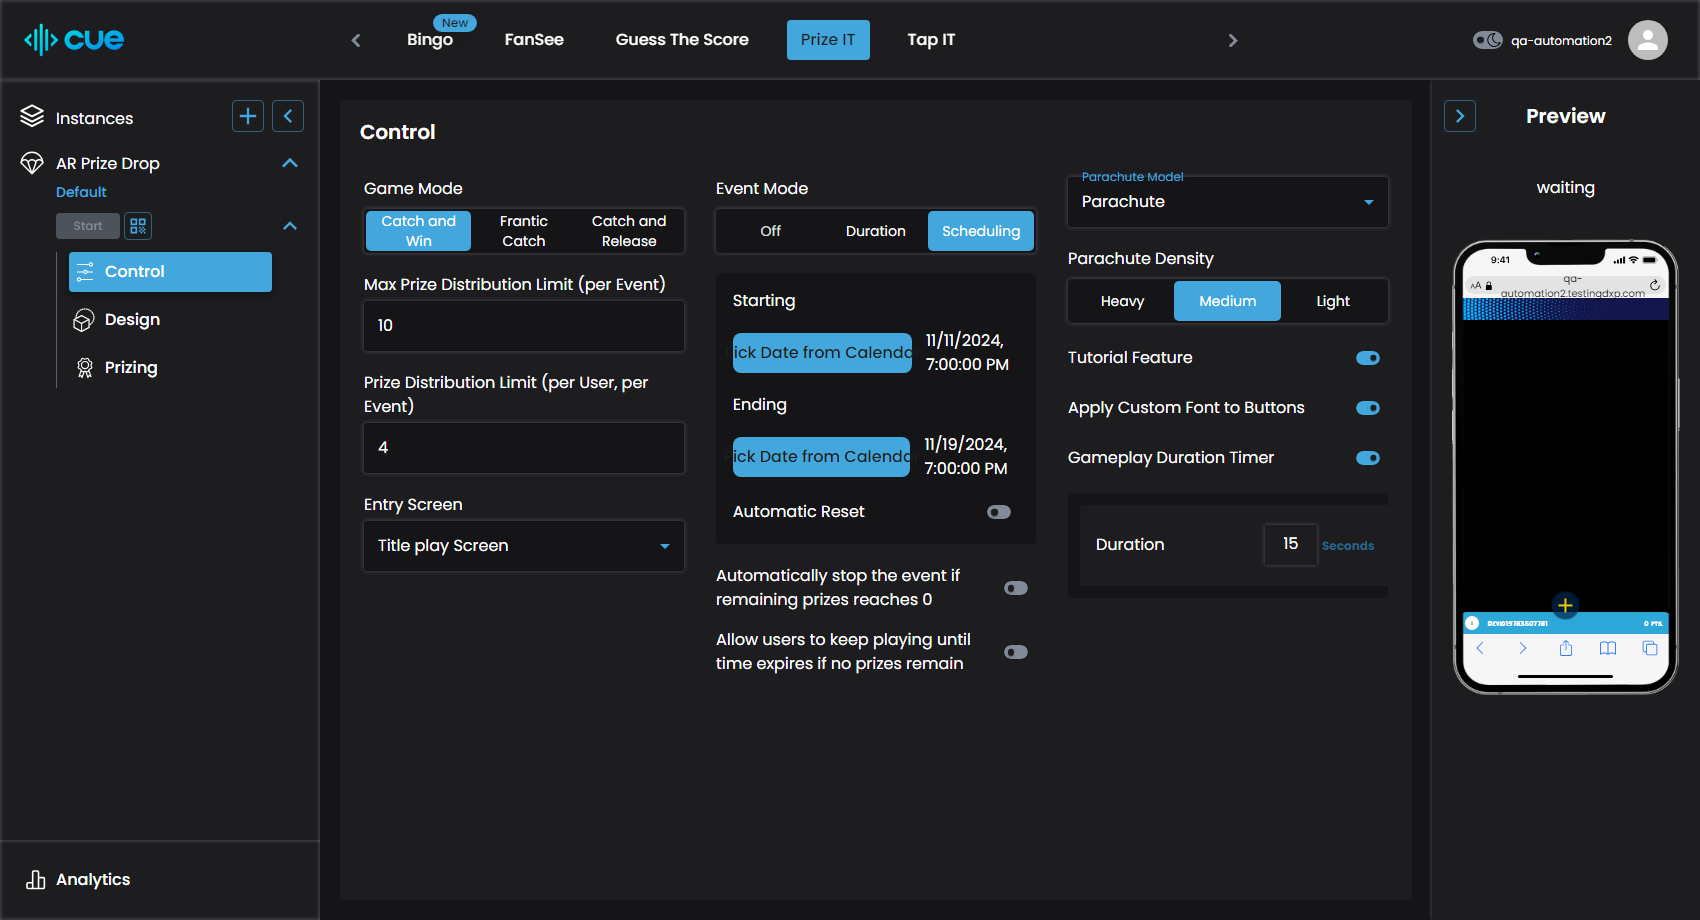 cue
New
Bingo
FanSee
Guess The Score
Prize IT
Tap IT
qa-automation2
Instances
AR Prize Drop
Default
Start
Control
Design
Prizing
Analytics
Control
Game Mode
Catch and
Win
Frantic
Catch
Catch and
Release
Max Prize Distribution Limit (per Event)
10
Prize Distribution Limit (per User, per
Event)
4
Entry Screen
Title play Screen
Event Mode
Off
Duration
Scheduling
Starting
ick Date from Calenda
11/11/2024,
7:00:00 PM
Ending
ick Date from Calenda
11/19/2024,
7:00:00 PM
Automatic Reset
Automatically stop the event if
remaining prizes reaches 0
Allow users to keep playing until
time expires if no prizes remain
Parachute Model
Parachute
Parachute Density
Heavy
Medium
Light
Tutorial Feature
Apply Custom Font to Buttons
Gameplay Duration Timer
Duration
15
Seconds
Preview
waiting
9:41
AA
qa-
automation2.testingdxp.com
0 PTS.